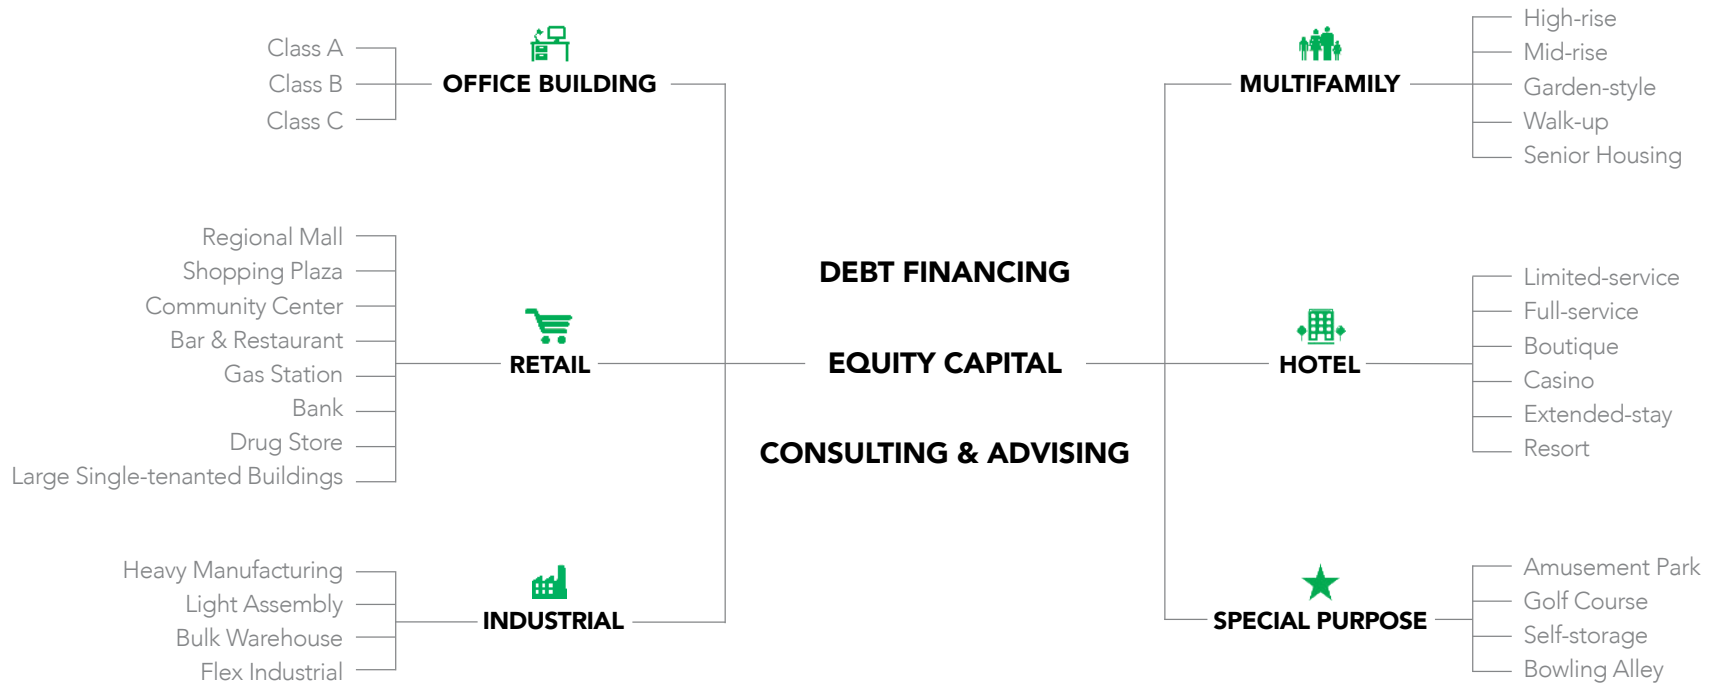 Class A
Class B
Class C
OFFICE BUILDING
Regional Mall
Shopping Plaza
Community Center
Bar & Restaurant
Gas Station
Bank
Drug Store
Large Single-tenanted Buildings
RETAIL
Heavy Manufacturing
Light Assembly
Bulk Warehouse
Flex Industrial
INDUSTRIAL
DEBT FINANCING
EQUITY CAPITAL
CONSULTING & ADVISING
MULTIFAMILY
High-rise
Mid-rise
Garden-style
Walk-up
Senior Housing
HOTEL
Limited-service
Full-service
Boutique
Casino
Extended-stay
Resort
SPECIAL PURPOSE
Amusement Park
Golf Course
Self-storage
Bowling Alley